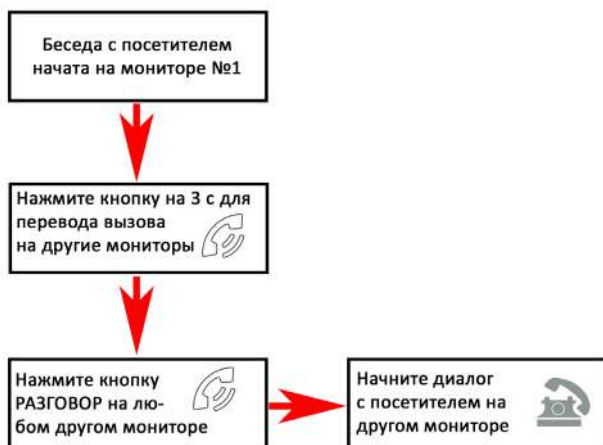 Беседа с посетителем
начата на мониторе №1
Нажмите кнопку на 3 с для
перевода вызова
на другие мониторы
Нажмите кнопку
РАЗГОВОР на лю-
бом другом мониторе
Начните диалог
с посетителем на
другом мониторе